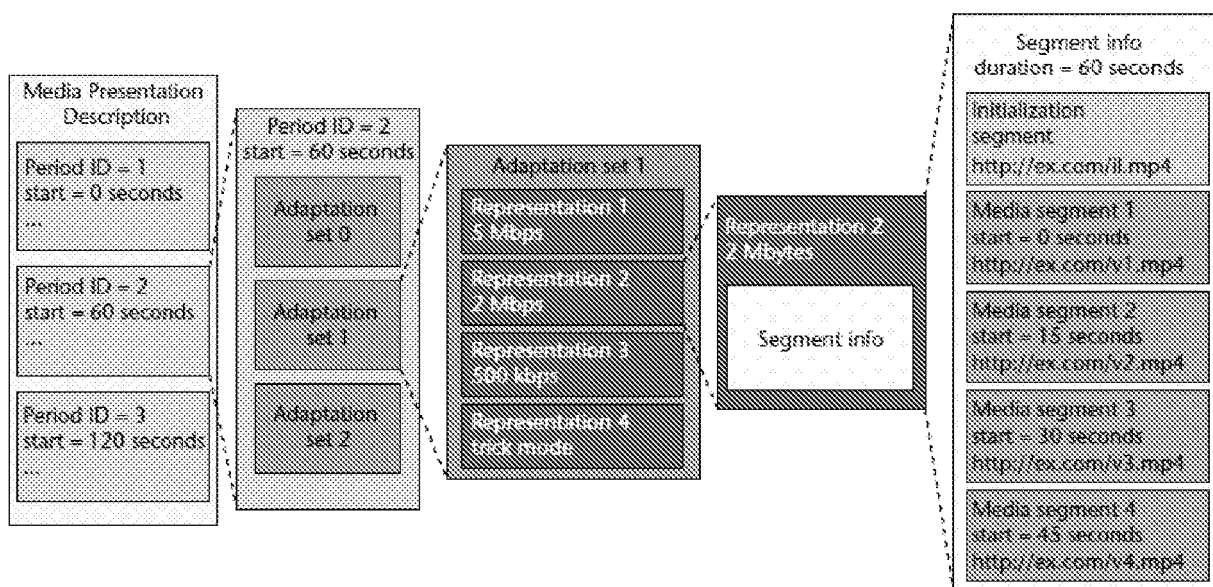 Media Presentation
Description
Period ID = 1
start = 0 seconds
...
Period ID = 2
start = 60 seconds
...
Period ID = 3
start = 120 seconds
...
Period ID = 2
start = 60 seconds
Adaptation
set 0
Adaptation
set 1
Adaptation
set 2
Adaptation set 1
Representation 1
5 Mbps
Representation 2
2 Mbps
Representation 3
500 kbps
Representation 4
trick mode
Representation 2
2 Mbytes
Segment info
Segment info
duration = 60 seconds
Initialization
segment
http://ex.com/il.mp4
Media segment 1
start = 0 seconds
http://ex.com/v1.mp4
Media segment 2
start = 15 seconds
http://ex.com/v2.mp4
Media segment 3
start = 30 seconds
http://ex.com/v3.mp4
Media segment 4
start = 45 seconds
http://ex.com/v4.mp4